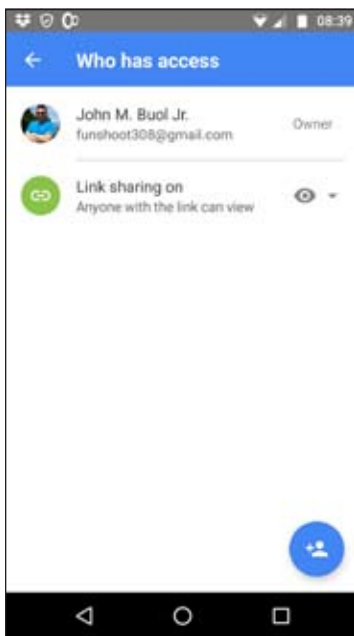 08:39
Who has access
John M. Buol Jr.
funshoot308@gmail.com
Owner
Link sharing on
Anyone with the link can view